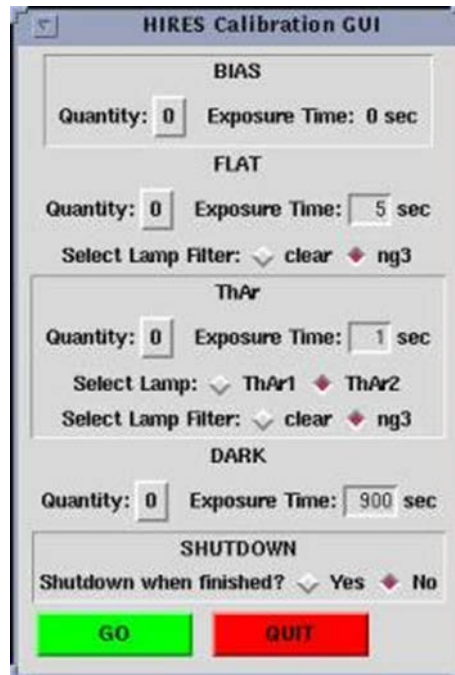 HIRES Calibration GUI
BIAS
Quantity: 0 Exposure Time: 0 sec
FLAT
Quantity: 0 Exposure Time: 5 sec
Select Lamp Filter: clear ng3
ThAr
Quantity: 0 Exposure Time: 1 sec
Select Lamp: ThAr1 ThAr2
Select Lamp Filter: clear ng3
DARK
Quantity: 0 Exposure Time: 900 sec
SHUTDOWN
Shutdown when finished? Yes No
GO QUIT